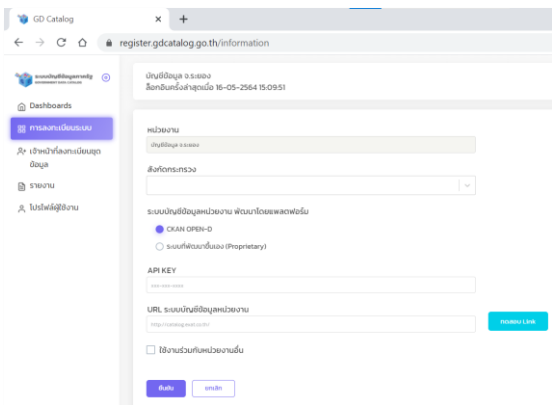 GD Catalog
register.gdcatalog.go.th/information
ระบบบัญชีข้อมูลภาครัฐ
GOVERNMENT DATA CATALOG
Dashboards
การลงทะเบียนระบบ
เจ้าหน้าที่ลงทะเบียนชุด
ข้อมูล
รายงาน
โปรไฟล์ผู้ใช้งาน
บัญชีข้อมูล จ.ระยอง
ล็อกอินครั้งล่าสุดเมื่อ 16-05-2564 15:09:51
หน่วยงาน
บัญชีข้อมูล จ.ระยอง
สังกัดกระทรวง
ระบบบัญชีข้อมูลหน่วยงาน พัฒนาโดยแพลตฟอร์ม
CKAN OPEN-D
ระบบที่พัฒนาขึ้นเอง (Proprietary)
API KEY
xxx-xxx-xxxx
URL ระบบบัญชีข้อมูลหน่วยงาน
ทดสอบ Link
ใช้งานร่วมกับหน่วยงานอื่น
ยืนยัน
ยกเลิก